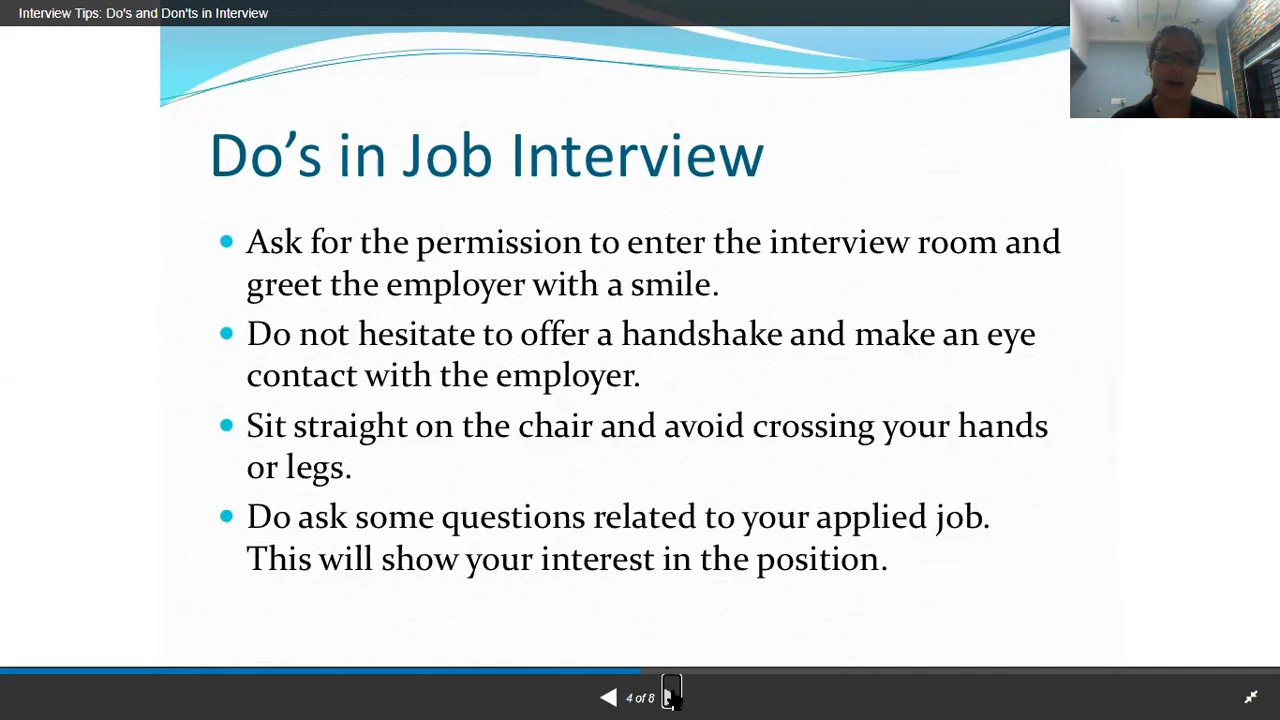 Interview Tips: Do's and Don'ts in Interview
Do’s in Job Interview
Ask for the permission to enter the interview room and
greet the employer with a smile.
Do not hesitate to offer a handshake and make an eye
contact with the employer.
Sit straight on the chair and avoid crossing your hands
or legs.
Do ask some questions related to your applied job.
This will show your interest in the position.
4 of 8